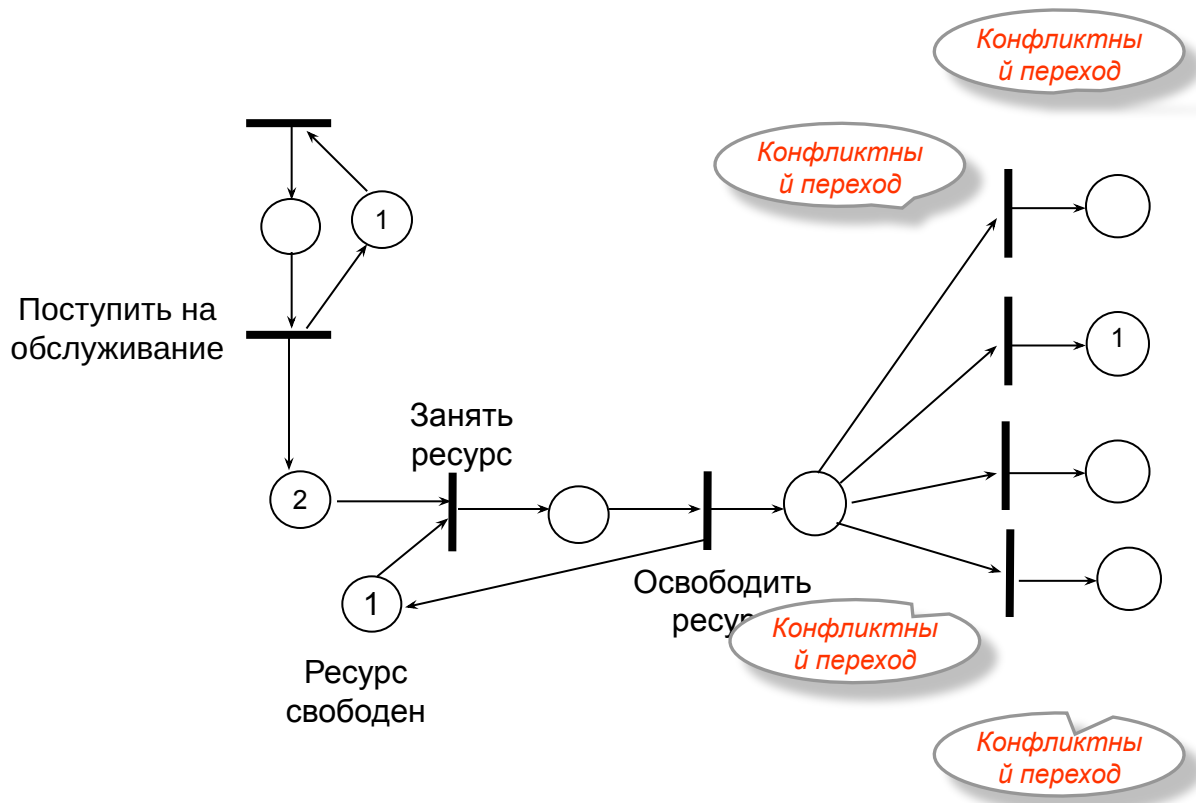 Конфликтны
й переход
Конфликтны
й переход
1
Поступить на
обслуживание
1
Занять
ресурс
2
1
Освободить
Конфликтны
й переход
Ресурс
свободен
Конфликтны
й переход